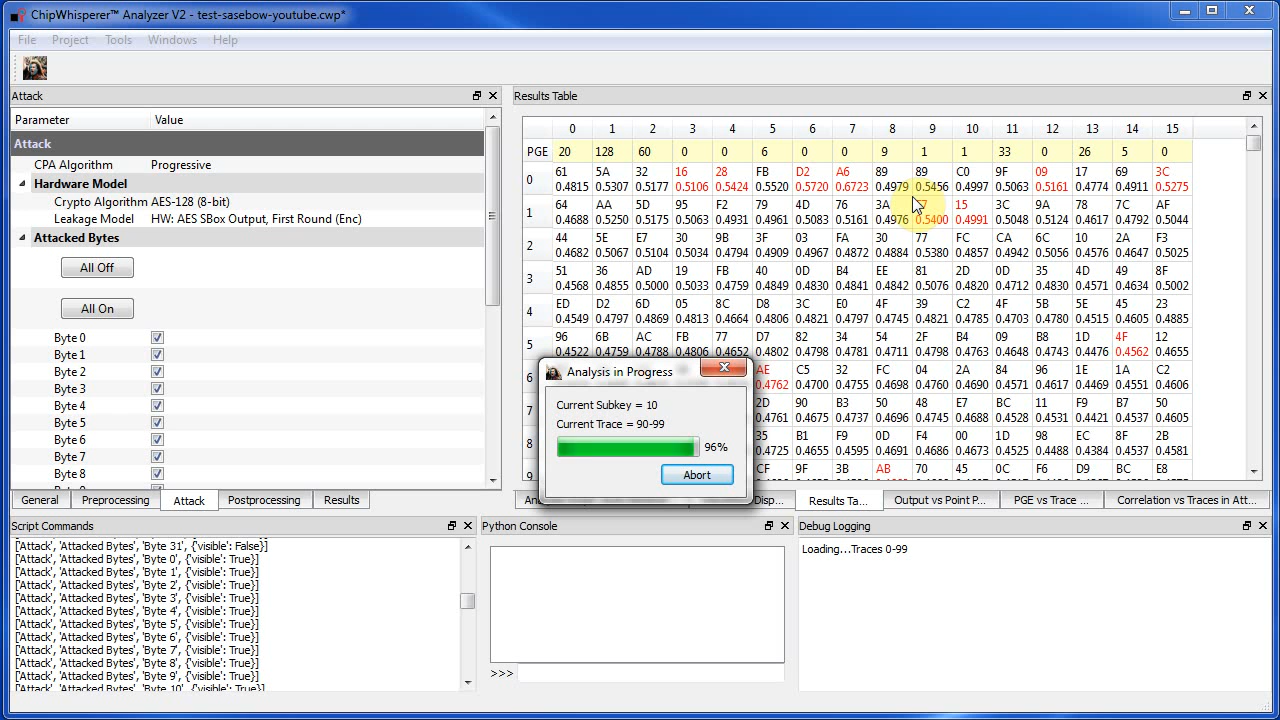 ChipWhisperer™ Analyzer V2 - test-sasebow-youtube.cwp*
File Project Tools Windows Help
Attack
Parameter Value
Attack
CPA Algorithm Progressive
Hardware Model
Crypto Algorithm AES-128 (8-bit)
Leakage Model HW: AES SBox Output, First Round (Enc)
Attacked Bytes
All Off
All On
Byte 0
Byte 1
Byte 2
Byte 3
Byte 4
Byte 5
Byte 6
Byte 7
Byte 8
General Preprocessing Attack Postprocessing Results
Results Table
0 1 2 3 4 5 6 7 8 9 10 11 12 13 14 15
PGE 20 128 60 0 0 6 0 0 9 1 1 33 0 26 5 0
0
61 5A 32 16 28 FB D2 A6 89 89 C0 9F 09 17 69 3C
0.4815 0.5307 0.5177 0.5106 0.5424 0.5520 0.5720 0.6723 0.4979 0.5456 0.4997 0.5063 0.5161 0.4774 0.4911 0.5275
1
64 AA 5D 95 F2 79 4D 76 3A 15 3C 9A 78 7C AF
0.4688 0.5250 0.5175 0.5063 0.4931 0.4961 0.5083 0.5161 0.4976 0.5400 0.4991 0.5048 0.5124 0.4614 0.4792 0.5044
2
44 5E E7 30 9B 3F 03 FA 30 77 FC CA 6C 10 2A F3
0.4682 0.5067 0.5104 0.5034 0.4794 0.4909 0.4967 0.4872 0.4884 0.5380 0.4857 0.4942 0.5056 0.4576 0.4647 0.5025
3
51 36 AD 19 FB 40 0D B4 EE 81 2D 0D 35 4D 49 8F
0.4568 0.4855 0.5000 0.5033 0.4759 0.4830 0.4841 0.4842 0.5076 0.4820 0.4712 0.4830 0.4571 0.4634 0.5002
4
ED D2 6D 05 8C D8 3C E0 4F 39 C2 4F 5B 5E 45 23
0.4549 0.4797 0.4869 0.4813 0.4664 0.4806 0.4821 0.4797 0.4745 0.4821 0.4785 0.4780 0.4515 0.4605 0.4885
5
96 6B AC FB 77 D7 82 34 54 2F B4 09 B8 1D 4F 12
0.4522 0.4759 0.4788 0.4806 0.4652 0.4802 0.4798 0.4781 0.4711 0.4798 0.4763 0.4648 0.4743 0.4562 0.4655
6
AE C5 32 FC 04 2A 84 96 1E 1A C2
0.4762 0.4700 0.4755 0.4698 0.4760 0.4690 0.4571 0.4617 0.4606
7
2D 90 B3 50 48 E7 BC 11 F9 B7 50
0.4675 0.4727 0.4696 0.4745 0.4688 0.4528 0.4531 0.4537 0.4605
8
35 B1 F9 0D F4 00 1D 98 EC 8F 2B
0.4725 0.4655 0.4595 0.4686 0.4677 0.4525 0.4506 0.4388 0.4535 0.4581
9
CF 9F 3B AB 70 45 0C F6 D9 BC E8
Results Ta... Output vs Point P... PGE vs Trace ... Correlation vs Traces in Att...
Analysis in Progress
Current Subkey = 10
Current Trace = 90-99
96%
Abort
Script Commands
['Attack', 'Attacked Bytes', 'Byte 31', {'visible': False}]
['Attack', 'Attacked Bytes', 'Byte 0', {'visible': True}]
['Attack', 'Attacked Bytes', 'Byte 1', {'visible': True}]
['Attack', 'Attacked Bytes', 'Byte 2', {'visible': True}]
['Attack', 'Attacked Bytes', 'Byte 3', {'visible': True}]
['Attack', 'Attacked Bytes', 'Byte 4', {'visible': True}]
['Attack', 'Attacked Bytes', 'Byte 5', {'visible': True}]
['Attack', 'Attacked Bytes', 'Byte 6', {'visible': True}]
['Attack', 'Attacked Bytes', 'Byte 7', {'visible': True}]
['Attack', 'Attacked Bytes', 'Byte 8', {'visible': True}]
['Attack', 'Attacked Bytes', 'Byte 9', {'visible': True}]
['Attack', 'Attacked Bytes', 'Byte 10', {'visible': True}]
Python Console
>>>
Debug Logging
Loading...Traces 0-99